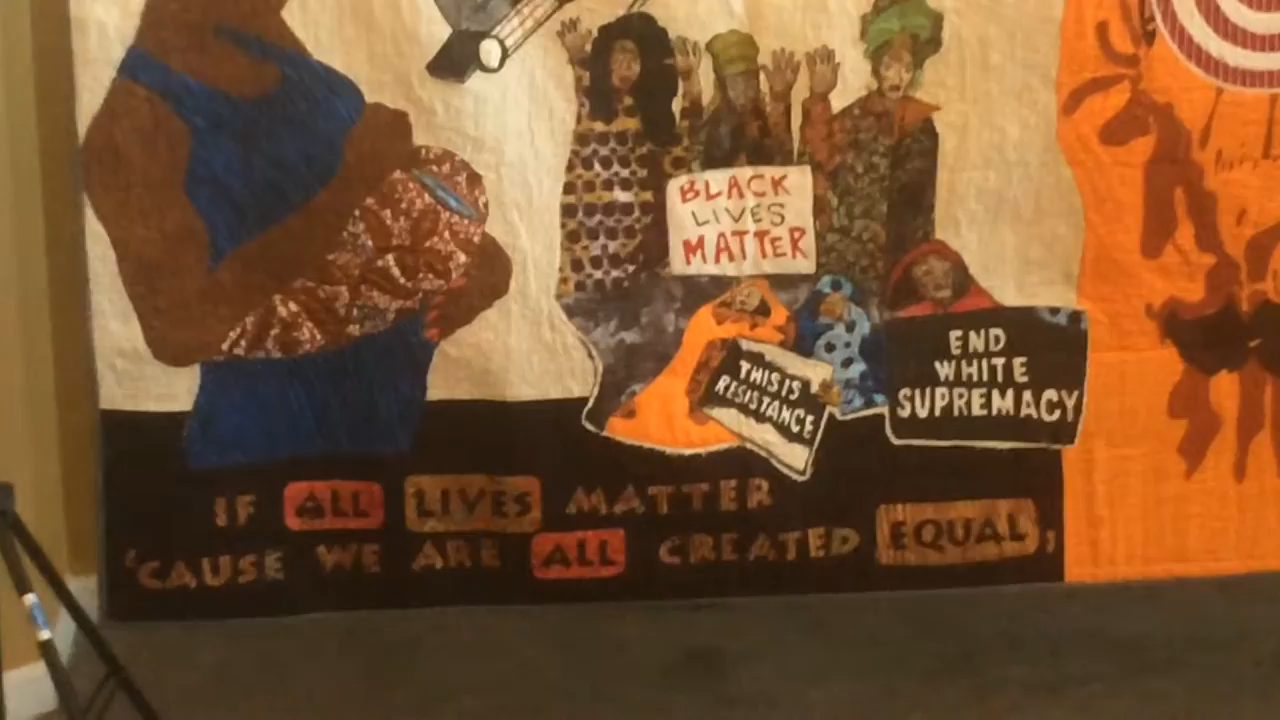 BLACK
LIVES
MATTER
THIS IS
RESISTANCE
END
WHITE
SUPREMACY
IF ALL LIVES MATTER
'CAUSE WE ARE ALL CREATED EQUAL,